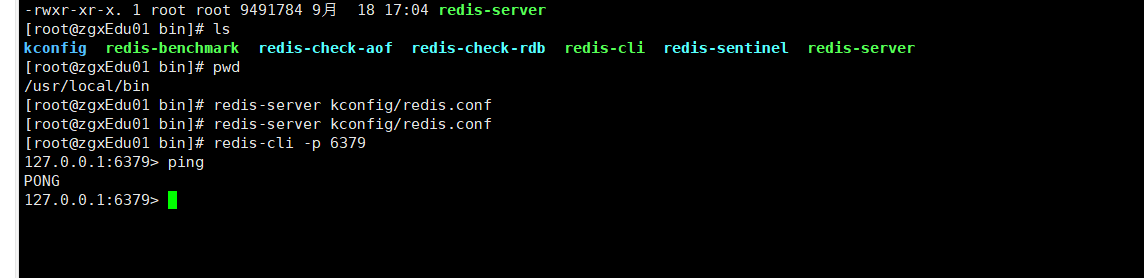 -rwxr-xr-x. 1 root root 9491784 9月  18 17:04 redis-server
[root@zgxEdu01 bin]# ls
kconfig  redis-benchmark  redis-check-aof  redis-check-rdb  redis-cli  redis-sentinel  redis-server
[root@zgxEdu01 bin]# pwd
/usr/local/bin
[root@zgxEdu01 bin]# redis-server kconfig/redis.conf
[root@zgxEdu01 bin]# redis-server kconfig/redis.conf
[root@zgxEdu01 bin]# redis-cli -p 6379
127.0.0.1:6379> ping
PONG
127.0.0.1:6379>